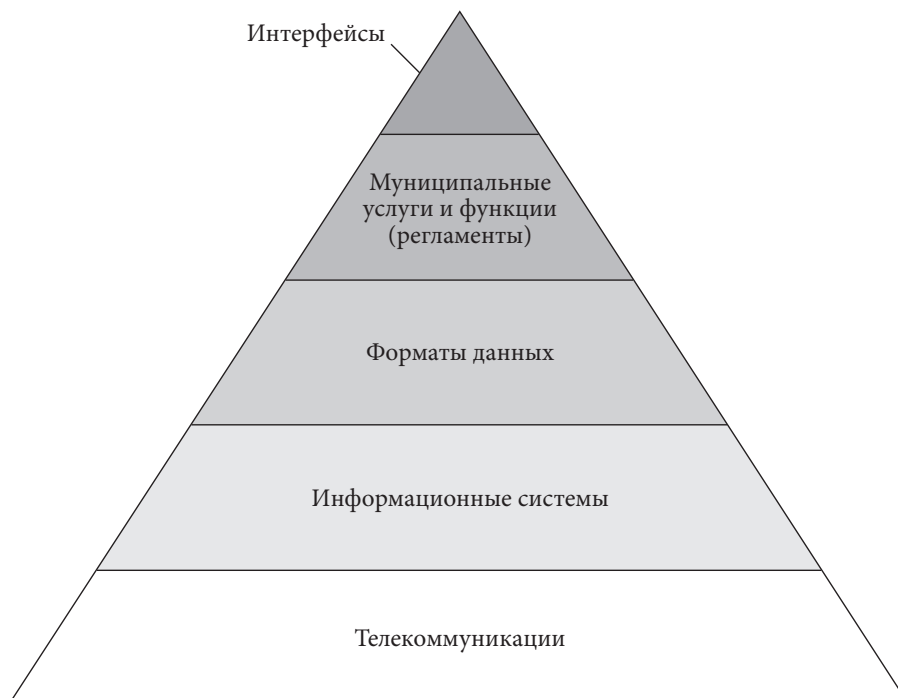 Интерфейсы
Муниципальные
услуги и функции
(регламенты)
Форматы данных
Информационные системы
Телекоммуникации